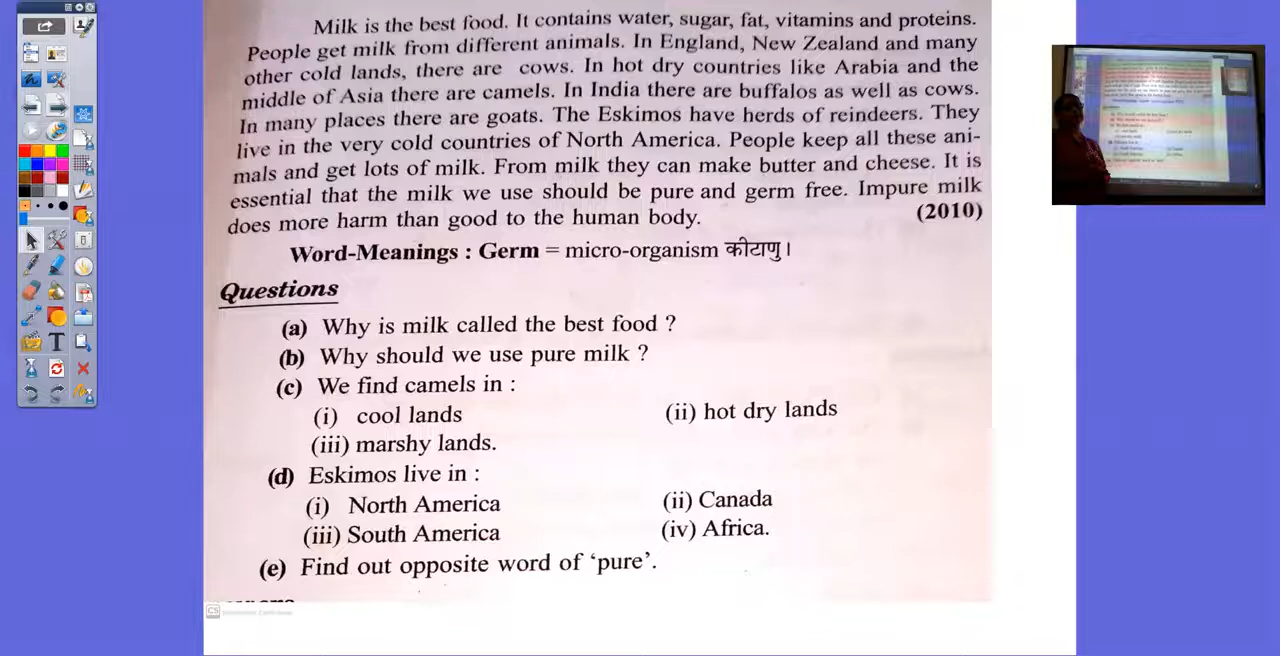 Milk is the best food. It contains water, sugar, fat, vitamins and proteins.
People get milk from different animals. In England, New Zealand and many
other cold lands, there are cows. In hot dry countries like Arabia and the
middle of Asia there are camels. In India there are buffalos as well as cows.
In many places there are goats. The Eskimos have herds of reindeers. They
live in the very cold countries of North America. People keep all these ani-
mals and get lots of milk. From milk they can make butter and cheese. It is
essential that the milk we use should be pure and germ free. Impure milk
does more harm than good to the human body. (2010)
Word-Meanings : Germ = micro-organism कीटाणु।
Questions
(a) Why is milk called the best food ?
(b) Why should we use pure milk ?
(c) We find camels in :
(i) cool lands (ii) hot dry lands
(iii) marshy lands.
(d) Eskimos live in :
(i) North America (ii) Canada
(iii) South America (iv) Africa.
(e) Find out opposite word of ‘pure’.
CS